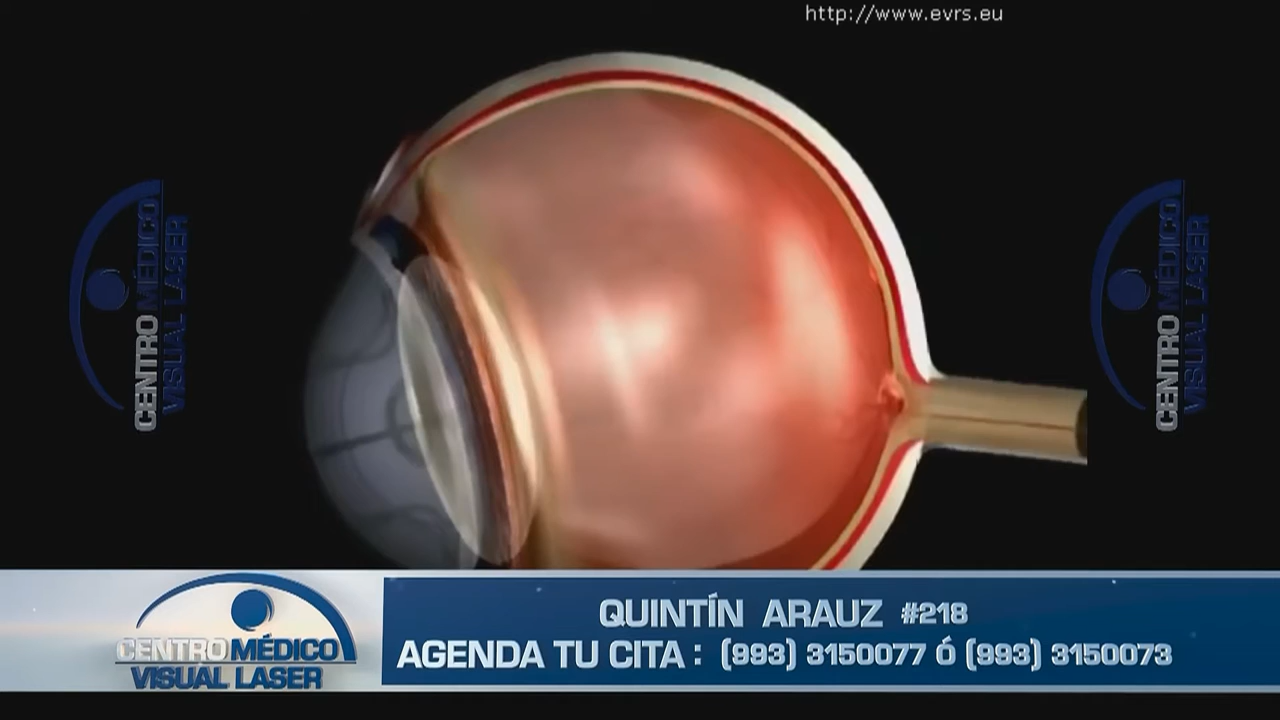 http://www.evrs.eu
CENTRO MÉDICO
VISUAL LASER
CENTRO MÉDICO
VISUAL LASER
CENTRO MÉDICO
VISUAL LASER
QUINTÍN ARAUZ #218
AGENDA TU CITA: (993) 3150077 Ó (993) 3150073